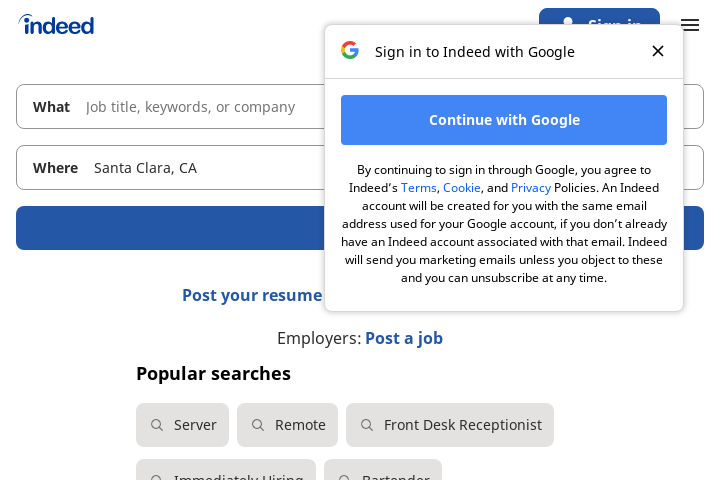 indeed
Sign in
Sign in to Indeed with Google
What Job title, keywords, or company
Continue with Google
Where Santa Clara, CA
By continuing to sign in through Google, you agree to
Indeed's Terms, Cookie, and Privacy Policies. An Indeed
account will be created for you with the same email
address used for your Google account, if you don't already
have an Indeed account associated with that email. Indeed
will send you marketing emails unless you object to these
and you can unsubscribe at any time.
Post your resume
Employers: Post a job
Popular searches
Server
Remote
Front Desk Receptionist
Immediately Hiring
Bartender